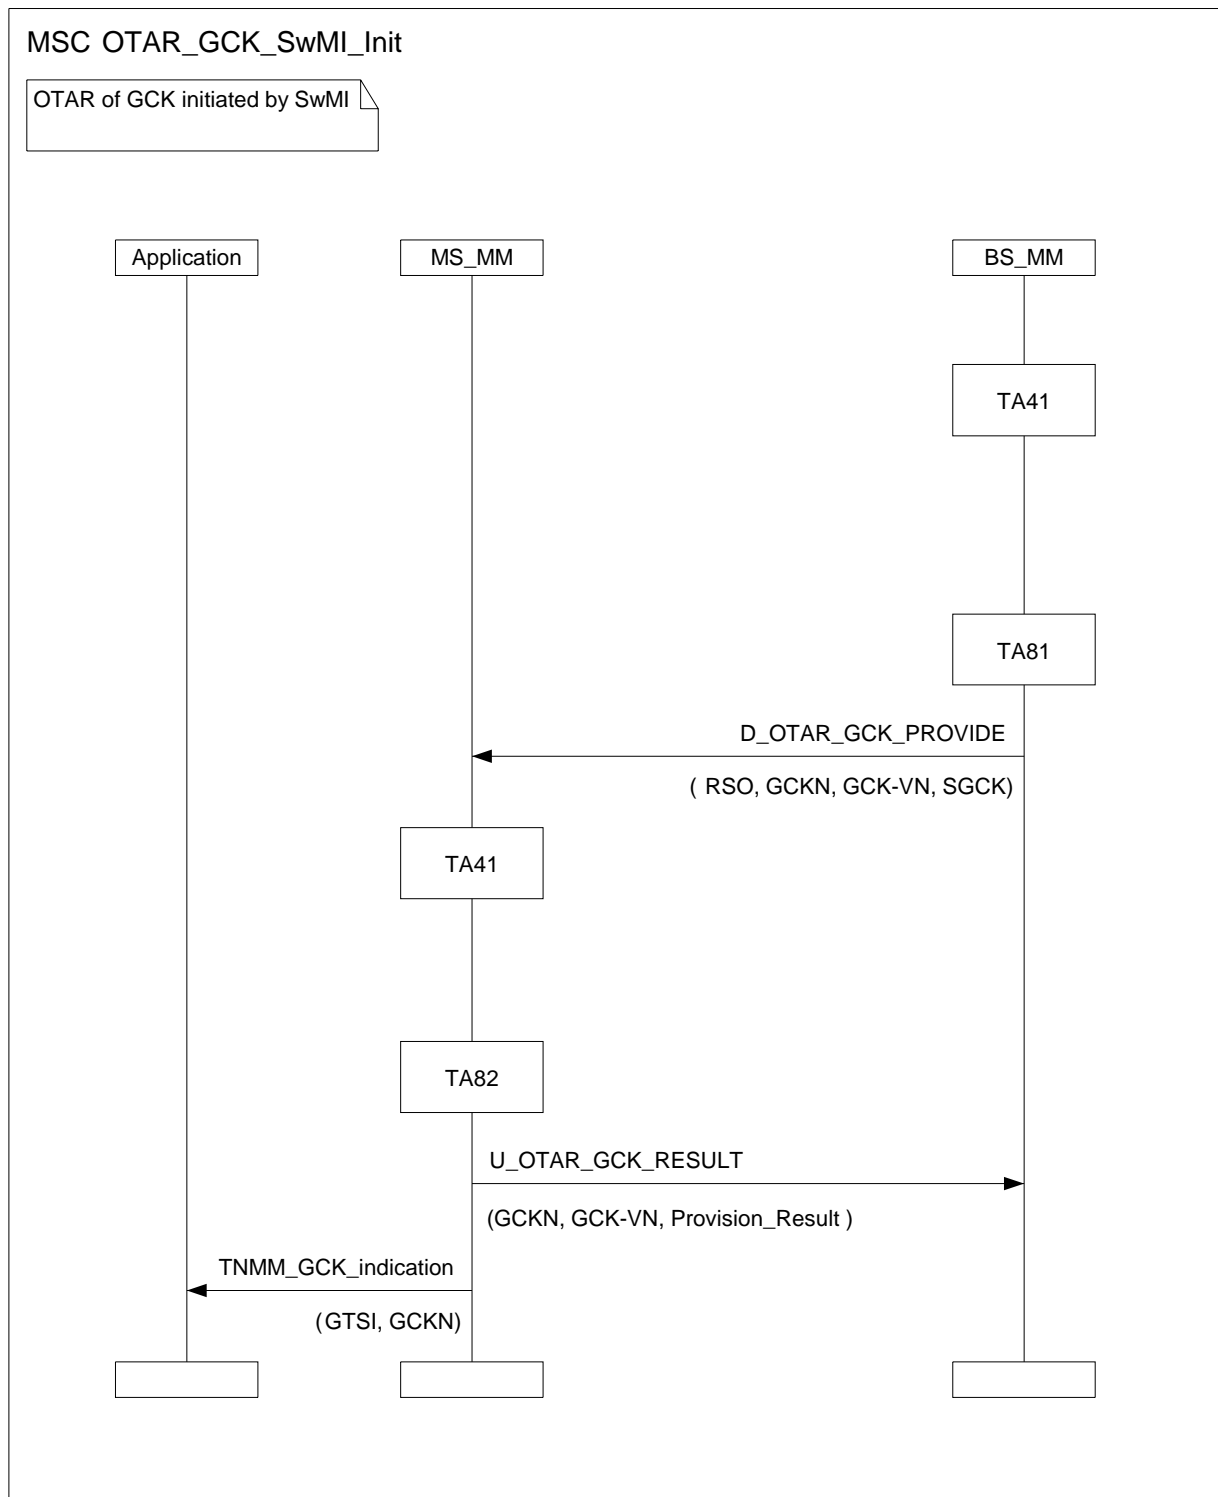 MSC OTAR_GCK_SwMI_Init
OTAR of GCK initiated by SwMI
Application
MS_MM
BS_MM
TA41
TA81
D_OTAR_GCK_PROVIDE
( RSO, GCKN, GCK-VN, SGCK)
TA41
TA82
U_OTAR_GCK_RESULT
(GCKN, GCK-VN, Provision_Result )
TNMM_GCK_indication
(GTSI, GCKN)